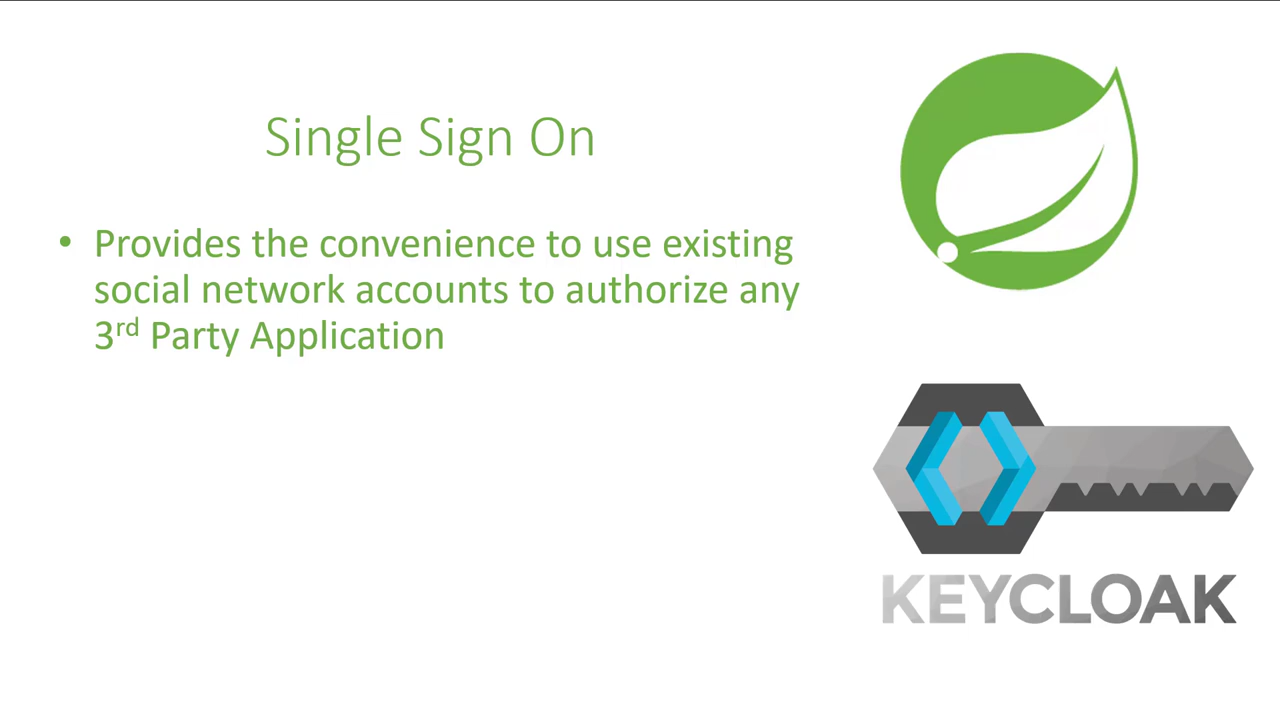 Single Sign On
• Provides the convenience to use existing
social network accounts to authorize any
3rd Party Application
KEYCLOAK